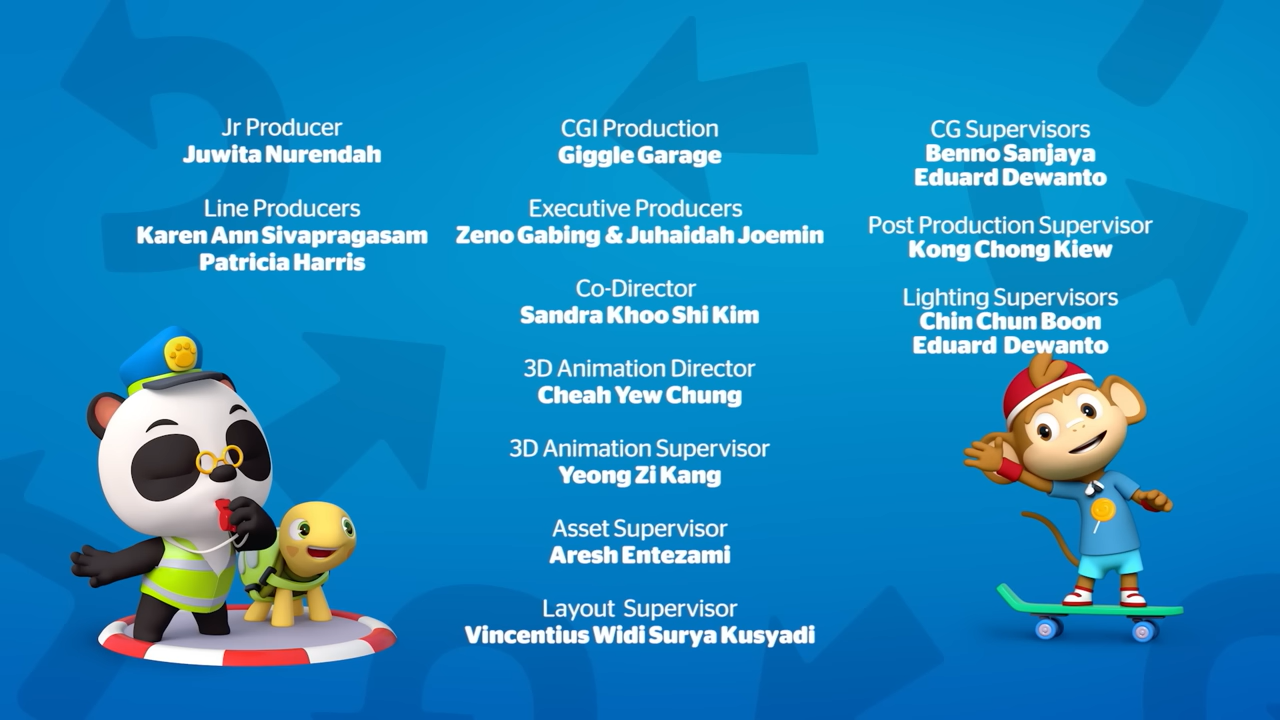 Jr Producer
Juwita Nurendah
Line Producers
Karen Ann Sivapragasam
Patricia Harris
CGI Production
Giggle Garage
Executive Producers
Zeno Gabing & Juhaidah Joemin
Co-Director
Sandra Khoo Shi Kim
3D Animation Director
Cheah Yew Chung
3D Animation Supervisor
Yeong Zi Kang
Asset Supervisor
Aresh Entezami
Layout Supervisor
Vincentius Widi Surya Kusyadi
CG Supervisors
Benno Sanjaya
Eduard Dewanto
Post Production Supervisor
Kong Chong Kiew
Lighting Supervisors
Chin Chun Boon
Eduard Dewanto